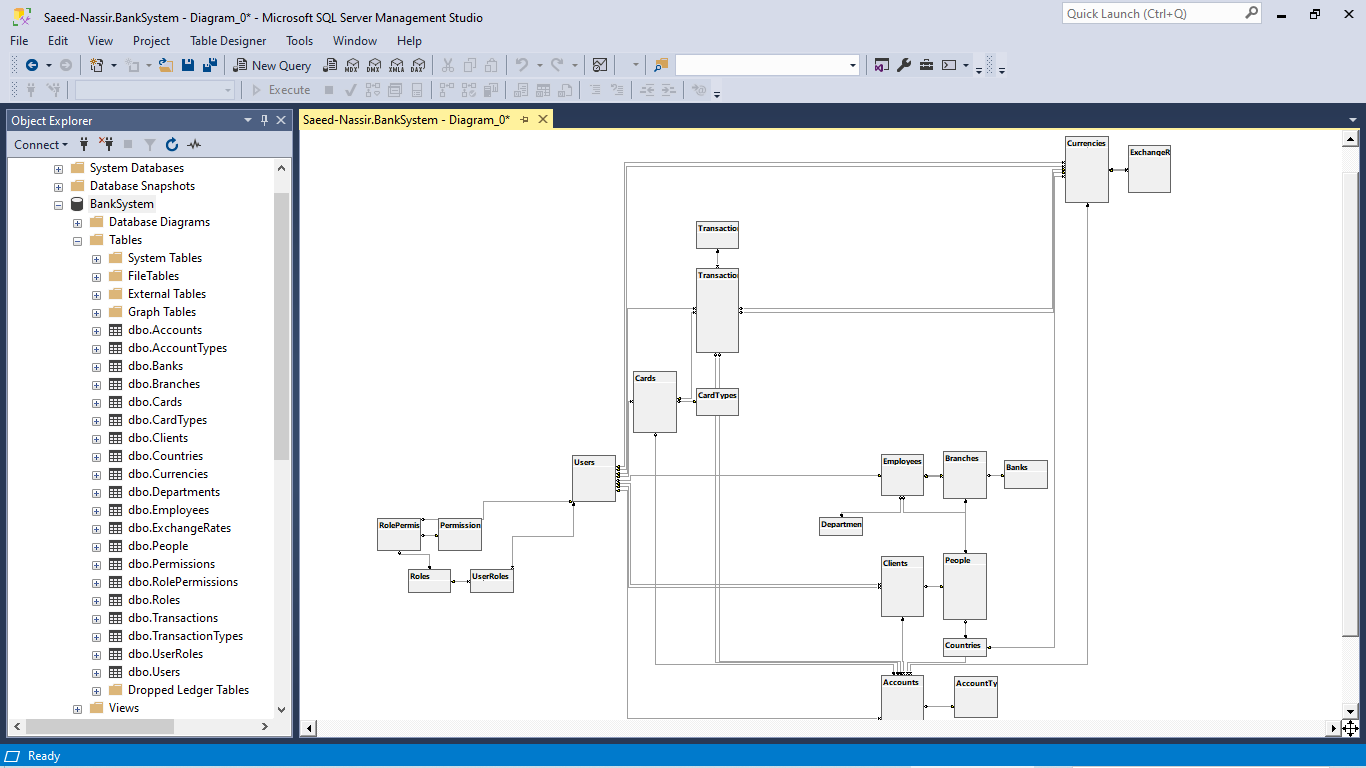 Saeed-Nassir.BankSystem - Diagram_0* - Microsoft SQL Server Management Studio
Quick Launch (Ctrl+Q)
File Edit View Project Table Designer Tools Window Help
New Query
MDX DMX XMLA DAX
Execute
Object Explorer
Connect
System Databases
Database Snapshots
BankSystem
Database Diagrams
Tables
System Tables
FileTables
External Tables
Graph Tables
dbo.Accounts
dbo.AccountTypes
dbo.Banks
dbo.Branches
dbo.Cards
dbo.CardTypes
dbo.Clients
dbo.Countries
dbo.Currencies
dbo.Departments
dbo.Employees
dbo.ExchangeRates
dbo.People
dbo.Permissions
dbo.RolePermissions
dbo.Roles
dbo.Transactions
dbo.TransactionTypes
dbo.UserRoles
dbo.Users
Dropped Ledger Tables
Views
Saeed-Nassir.BankSystem - Diagram_0*
Currencies
ExchangeR
Transactio
Transactio
Cards
CardTypes
Users
Employees
Branches
Banks
RolePermis
Permission
Departmen
Clients
People
Roles
UserRoles
Countries
Accounts
AccountTy
Ready